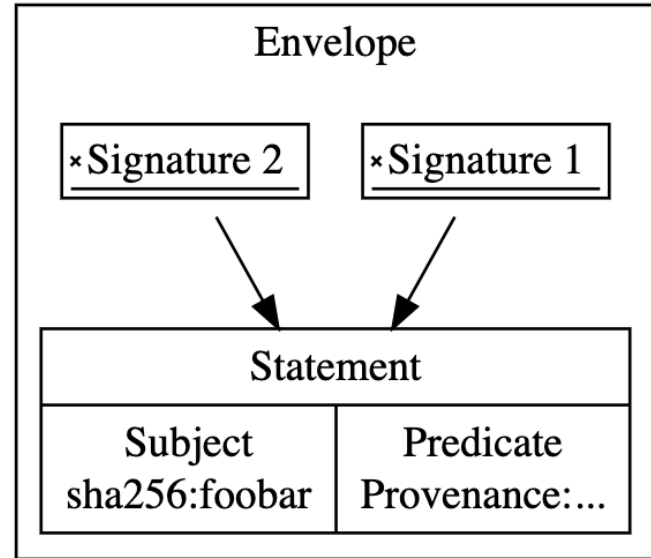 Envelope
×Signature 2
×Signature 1
Statement
Subject
sha256:foobar
Predicate
Provenance:...